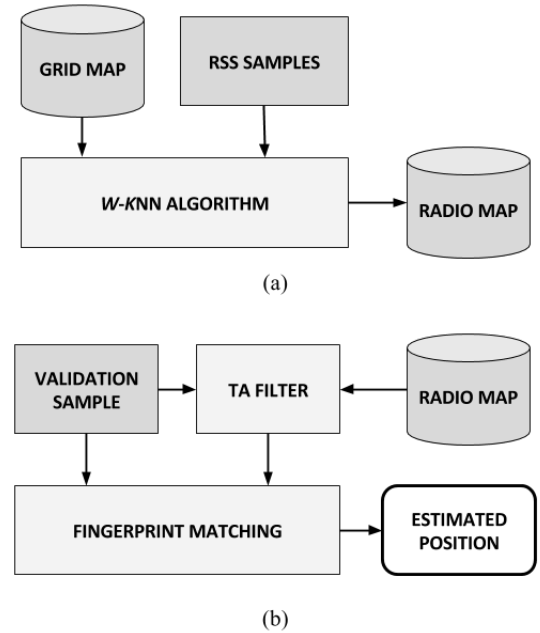 GRID MAP
RSS SAMPLES
W-KNN ALGORITHM
RADIO MAP
(a)
VALIDATION
SAMPLE
TA FILTER
RADIO MAP
FINGERPRINT MATCHING
ESTIMATED
POSITION
(b)